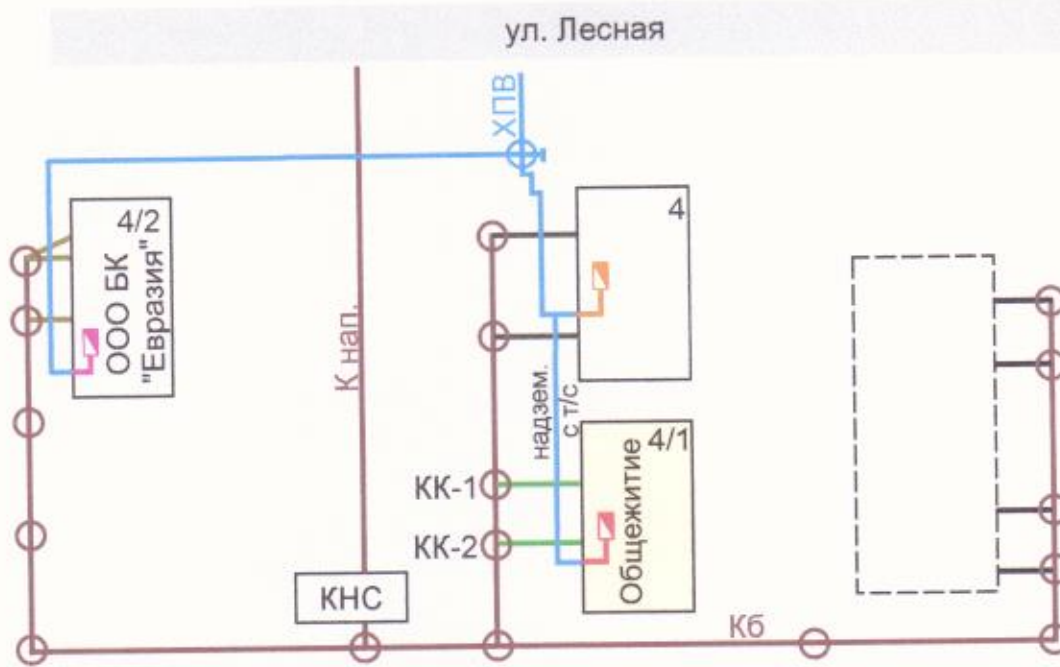 ул. Лесная
ХПВ
4/2
ООО БК
"Евразия"
К нап.
4
надзем.
с т/с
4/1
Общежитие
КК-1
КК-2
КНС
Кб